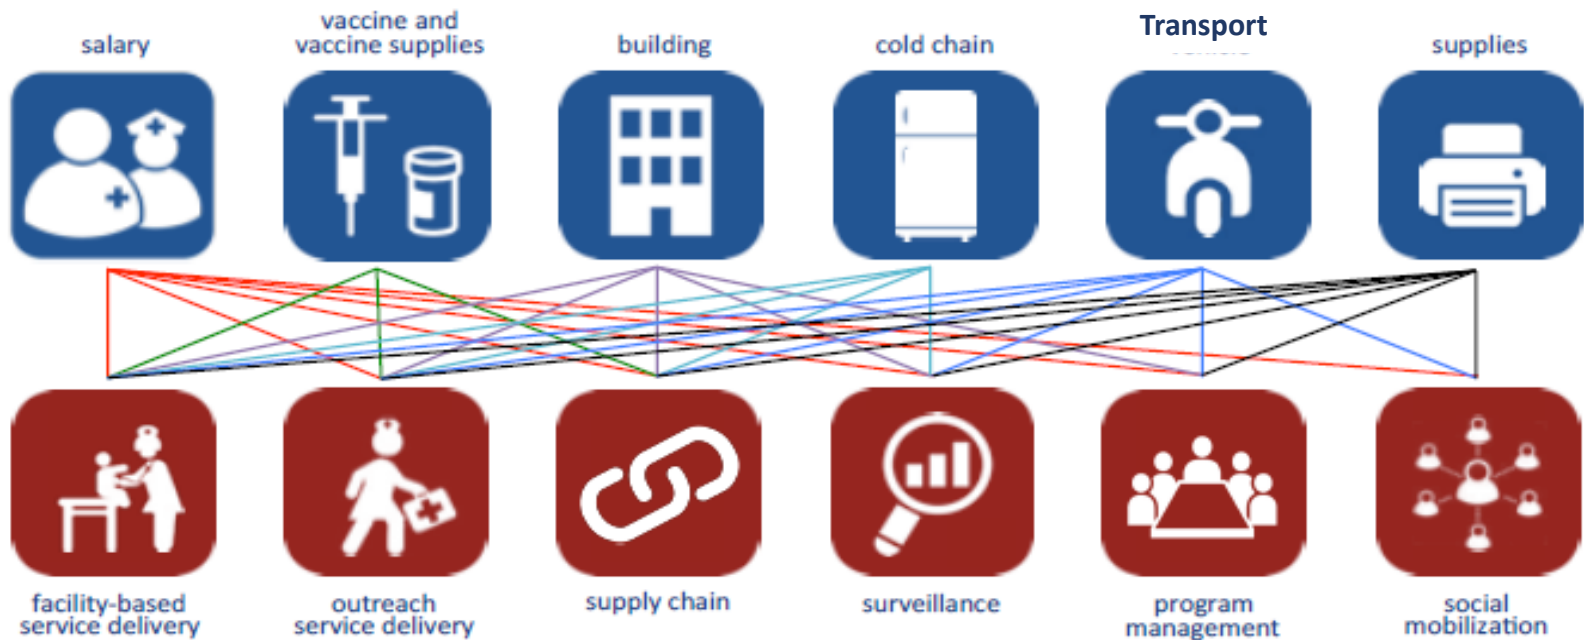 salary
vaccine and
vaccine supplies
building
cold chain
Transport
supplies
facility-based
service delivery
outreach
service delivery
supply chain
surveillance
program
management
social
mobilization